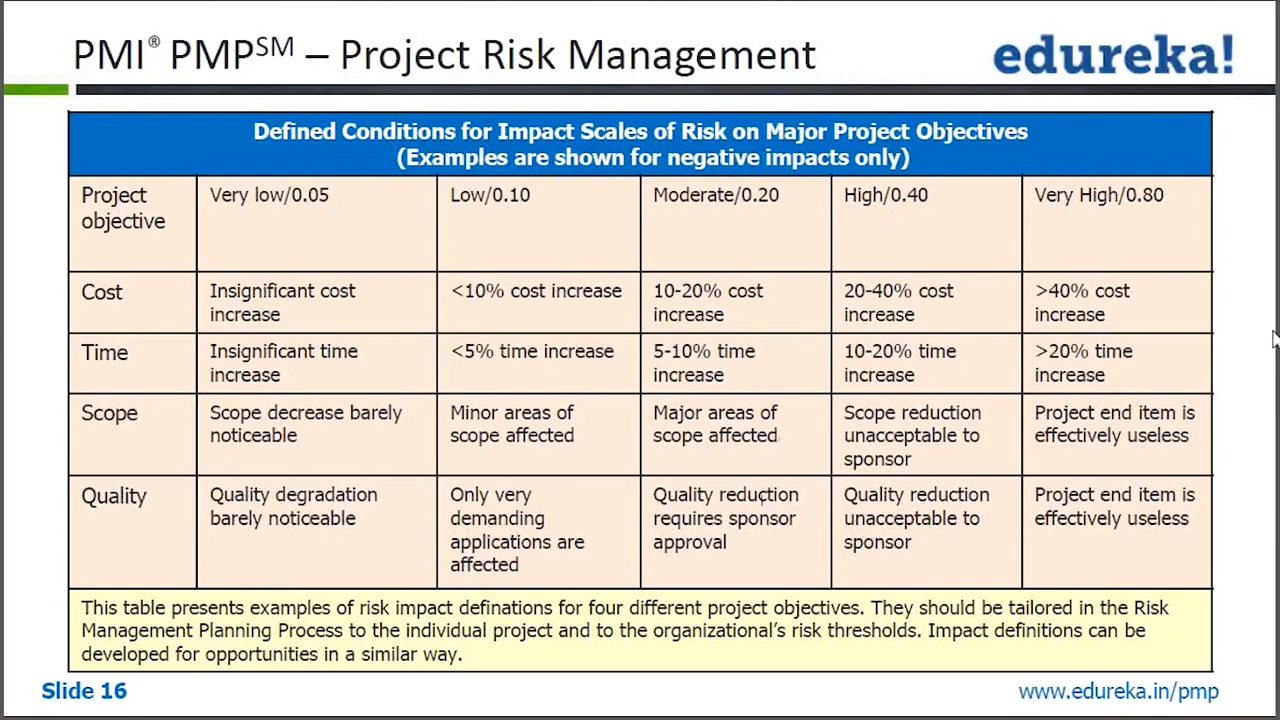 PMI® PMP℠ – Project Risk Management
edureka!
Defined Conditions for Impact Scales of Risk on Major Project Objectives
(Examples are shown for negative impacts only)
Project
objective
Very low/0.05
Low/0.10
Moderate/0.20
High/0.40
Very High/0.80
Cost
Insignificant cost
increase
<10% cost increase
10-20% cost
increase
20-40% cost
increase
>40% cost
increase
Time
Insignificant time
increase
<5% time increase
5-10% time
increase
10-20% time
increase
>20% time
increase
Scope
Scope decrease barely
noticeable
Minor areas of
scope affected
Major areas of
scope affected
Scope reduction
unacceptable to
sponsor
Project end item is
effectively useless
Quality
Quality degradation
barely noticeable
Only very
demanding
applications are
affected
Quality reduction
requires sponsor
approval
Quality reduction
unacceptable to
sponsor
Project end item is
effectively useless
This table presents examples of risk impact definations for four different project objectives. They should be tailored in the Risk
Management Planning Process to the individual project and to the organizational's risk thresholds. Impact definitions can be
developed for opportunities in a similar way.
Slide 16
www.edureka.in/pmp